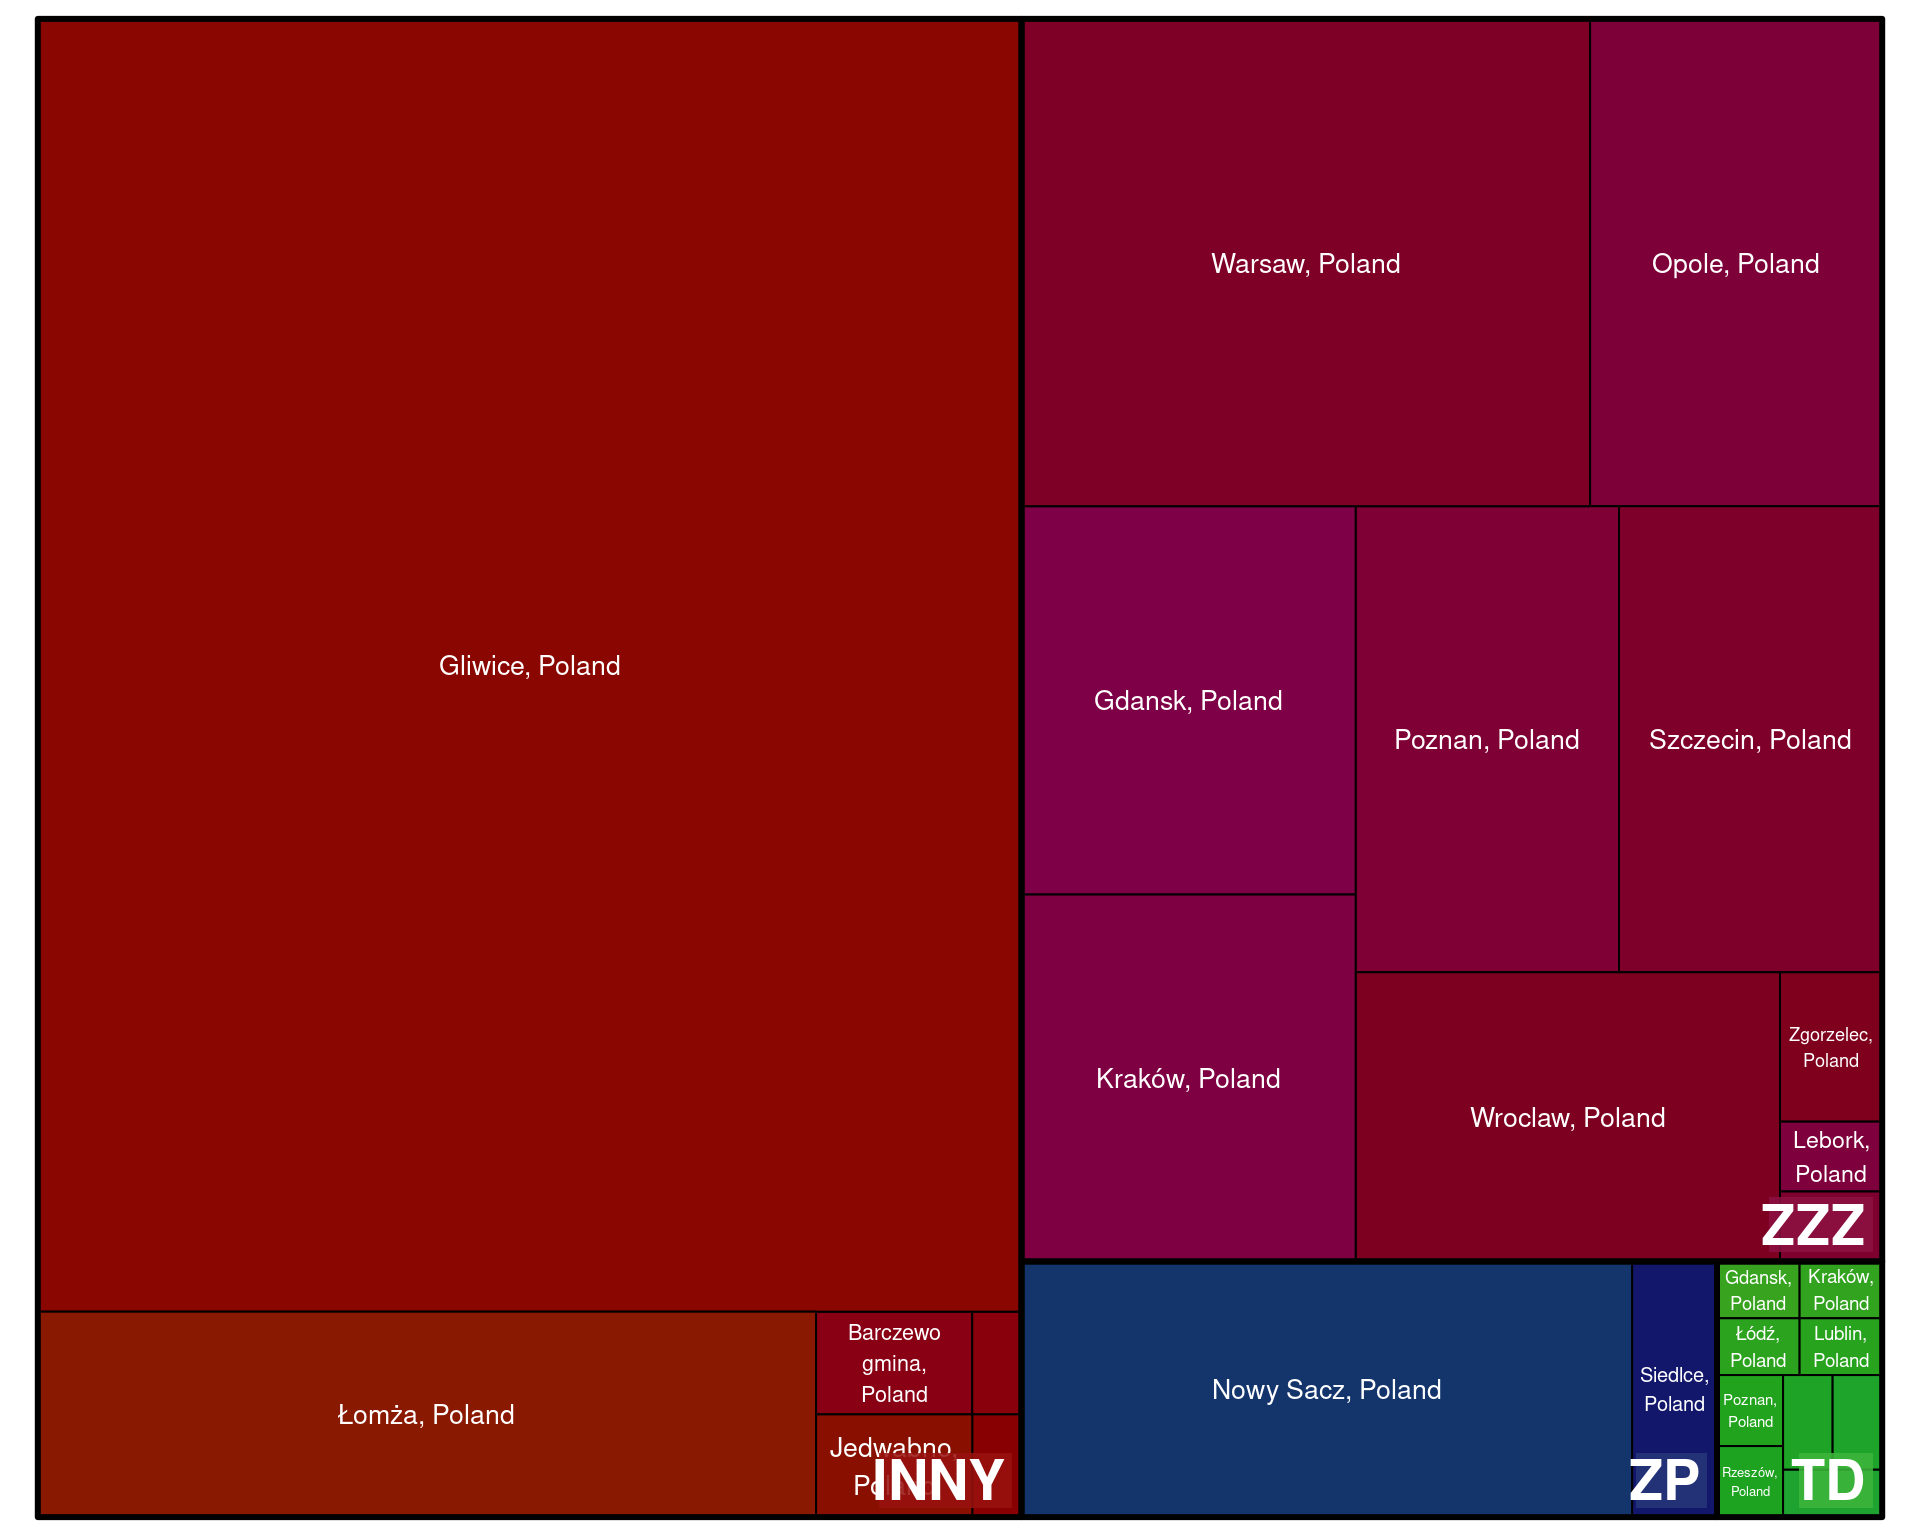 Gliwice, Poland
Łomża, Poland
Barczewo
gmina,
Poland
Jedwabno,
Po
INNY
Warsaw, Poland
Opole, Poland
Gdansk, Poland
Poznan, Poland
Szczecin, Poland
Kraków, Poland
Wroclaw, Poland
Zgorzelec,
Poland
Lebork,
Poland
ZZZ
Nowy Sacz, Poland
Siedlce,
Poland
ZP
Gdansk,
Poland
Kraków,
Poland
Łódź,
Poland
Lublin,
Poland
Poznan,
Poland
Rzeszów,
Poland
TD